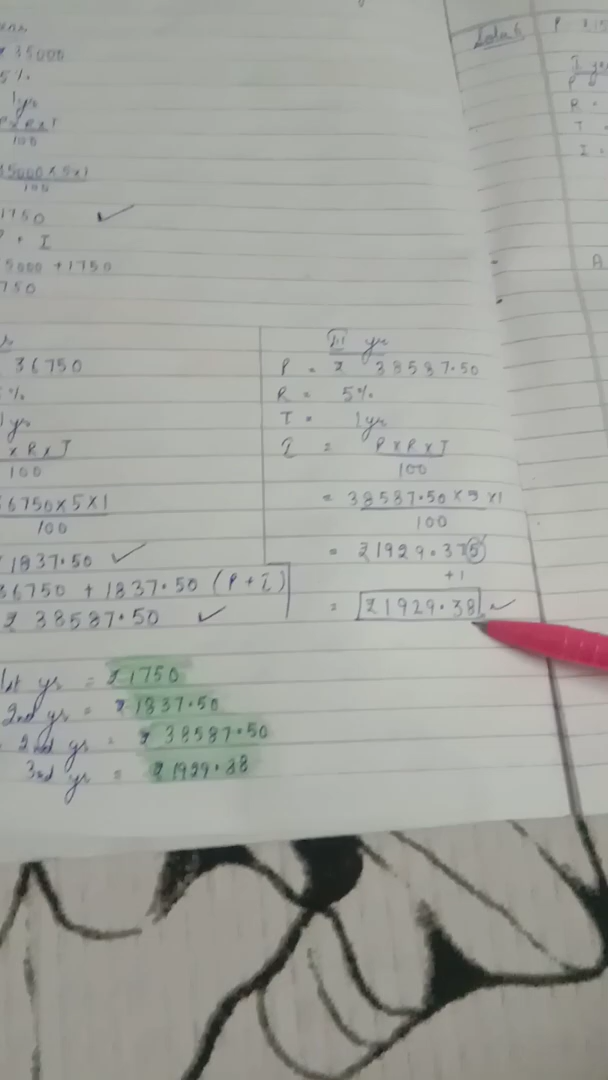 ₹ 35000
5%
1yr
P×R×T
100
35000 × 5 × 1
100
1750 ✓
P + I
5000 + 1750
750
36750
%
1yr
× R × T
100
36750 × 5 × 1
100
₹1837.50 ✓
36750 + 1837.50 (P + I)
₹ 38587.50 ✓
III yr
P = ₹ 38587.50
R = 5%
T = 1yr
I = P × R × T
100
= 38587.50 × 5 × 1
100
= ₹1929.375
+1
= ₹1929.38 ✓
1st yr = ₹1750
2nd yr = ₹1837.50
2nd yr = ₹ 38587.50
3rd yr = ₹1929.38
P
I yr
P
R =
T =
I =
A